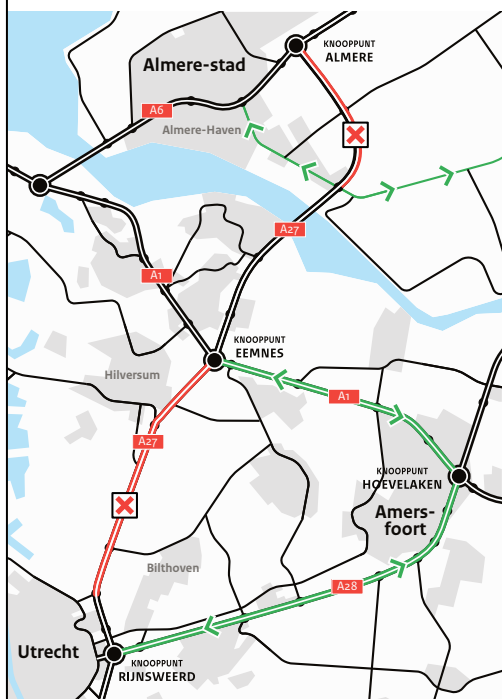 KNOOPPUNT
ALMERE
Almere-stad
A6
Almere-Haven
A27
A1
KNOOPPUNT
EEMNES
Hilversum
A1
A27
KNOOPPUNT
HOEVELAKEN
Amers-
foort
Bilthoven
A28
Utrecht
KNOOPPUNT
RIJNSWEERD